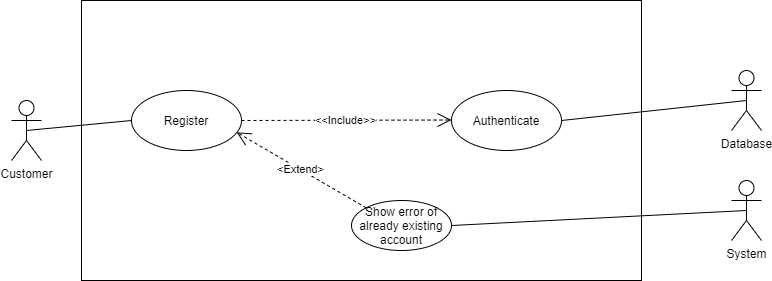 Customer
Register
<<Include>>
Authenticate
Database
<Extend>
Show error of
already existing
account
System